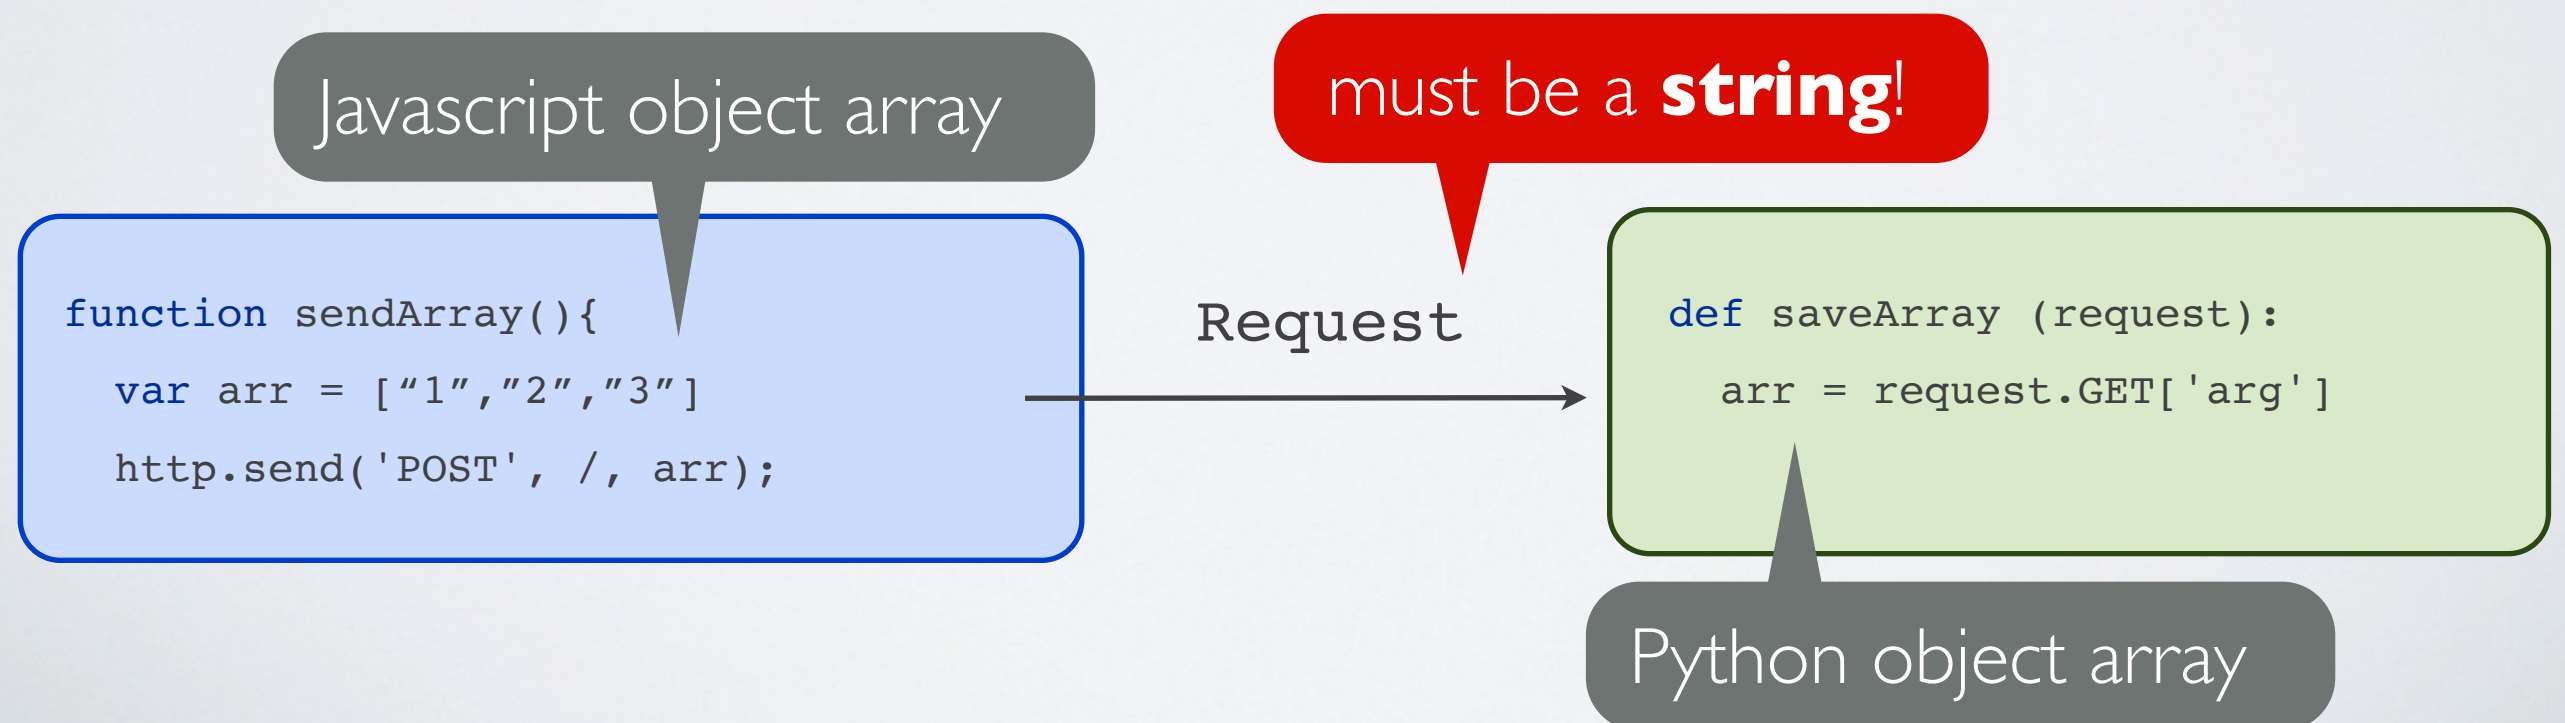 Javascript object array
must be a string!
function sendArray(){
var arr = [“1”,”2”,”3”]
http.send('POST', /, arr);
Request
def saveArray (request):
arr = request.GET['arg']
Python object array